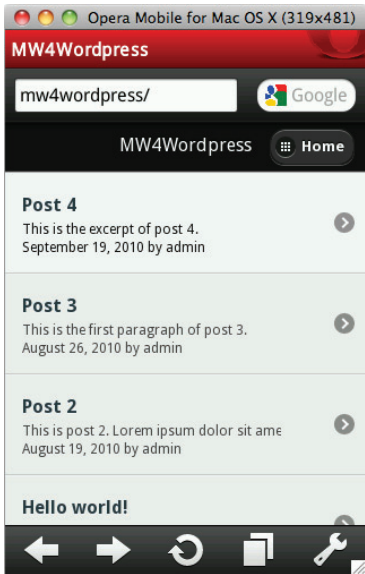 Opera Mobile for Mac OS X (319x481)
MW4Wordpress
mw4wordpress/
Google
MW4Wordpress
Home
Post 4
This is the excerpt of post 4.
September 19, 2010 by admin
Post 3
This is the first paragraph of post 3.
August 26, 2010 by admin
Post 2
This is post 2. Lorem ipsum dolor sit ame
August 19, 2010 by admin
Hello world!